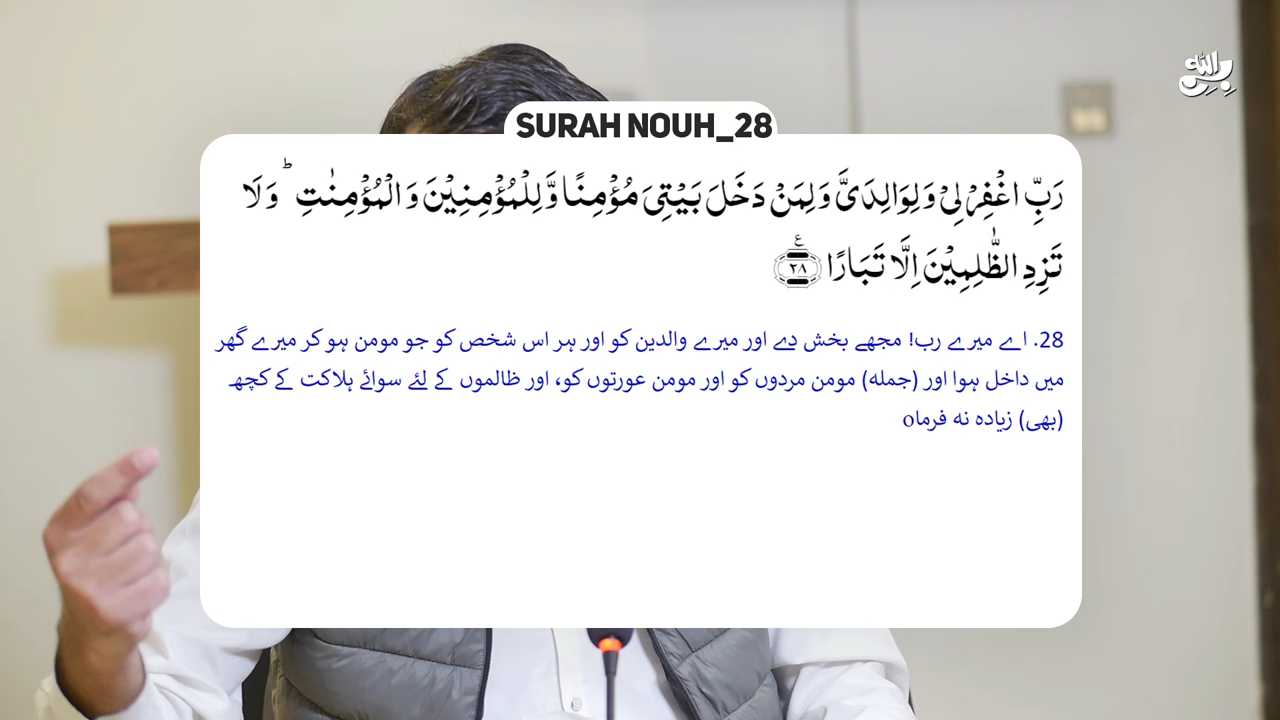 SURAH NOUH_28
رَبِّ اغْفِرْ لِیْ وَ لِوَالِدَیَّ وَ لِمَنْ دَخَلَ بَیْتِیَ مُؤْمِنًا وَّ لِلْمُؤْمِنِیْنَ وَ الْمُؤْمِنٰتِ ؕ وَ لَا
تَزِدِ الظّٰلِمِیْنَ اِلَّا تَبَارًا ﴿۲۸﴾ ع
28. اے میرے رب! مجھے بخش دے اور میرے والدین کو اور ہر اس شخص کو جو مومن ہو کر میرے گھر
میں داخل ہوا اور (جملہ) مومن مردوں کو اور مومن عورتوں کو، اور ظالموں کے لئے سوائے ہلاکت کے کچھ
(بھی) زیادہ نہ فرماo
بسم الله